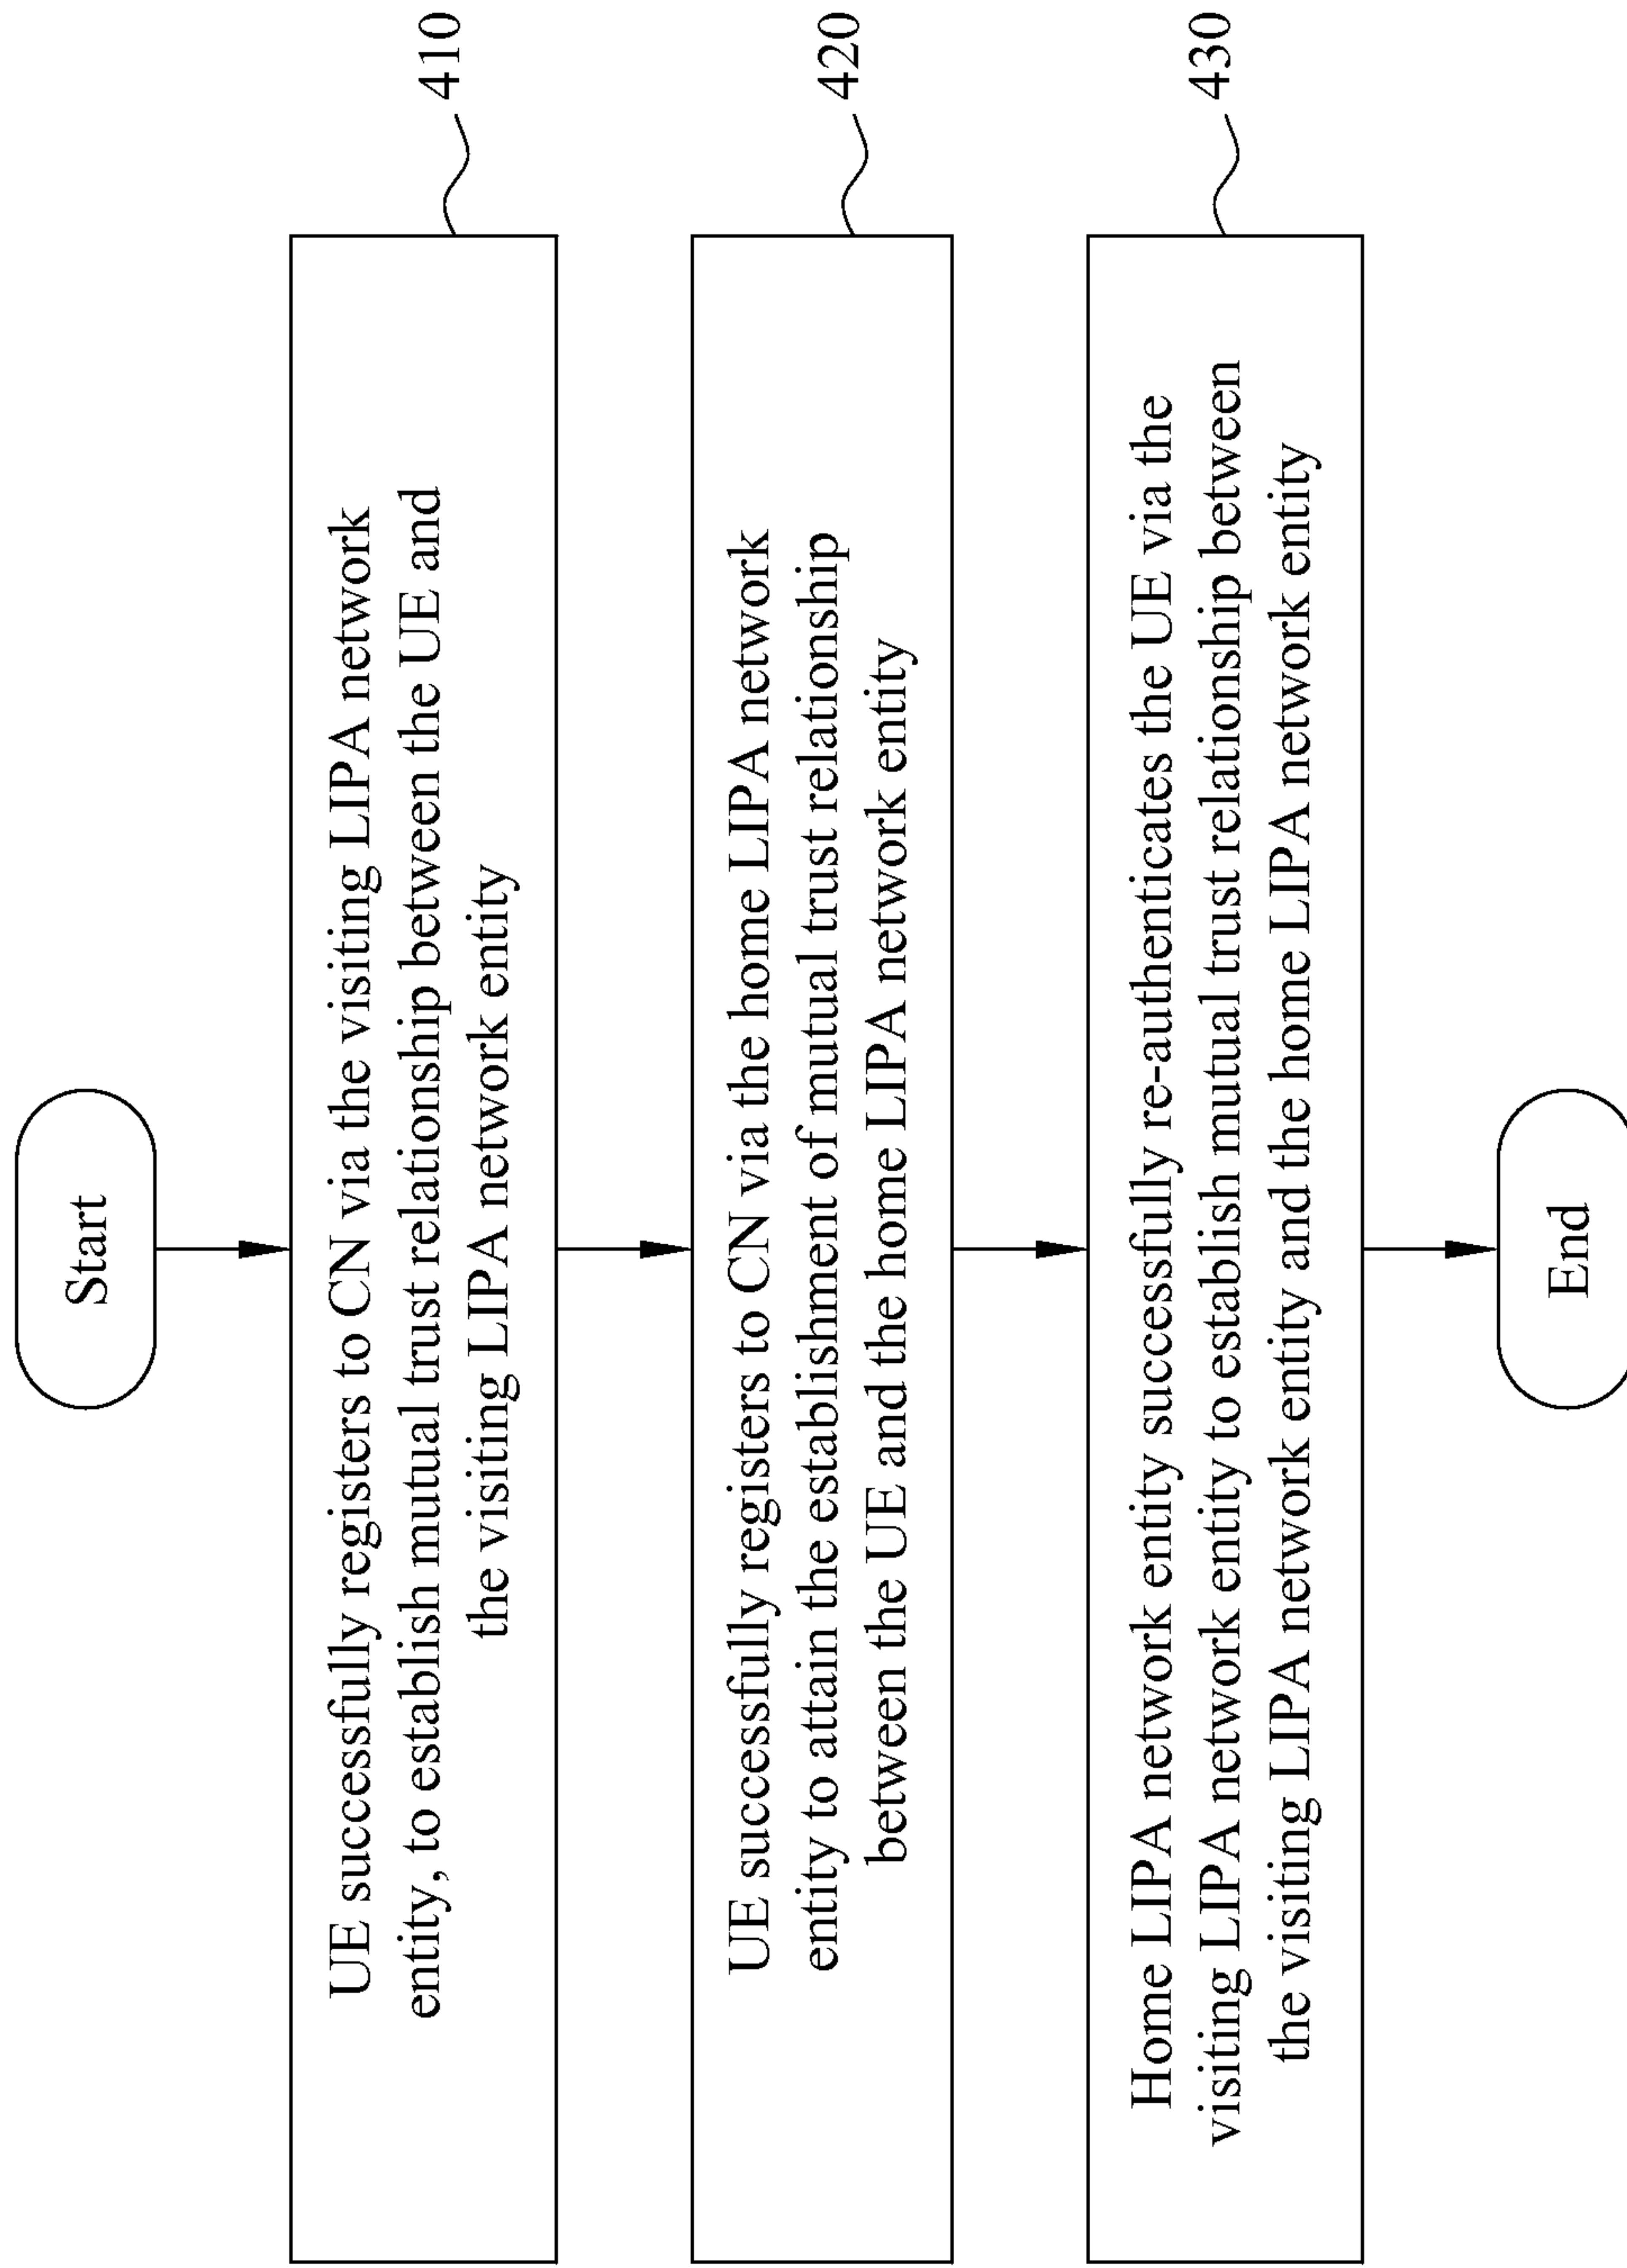 Start
UE successfully registers to CN via the visiting LIPA network
entity, to establish mutual trust relationship between the UE and
the visiting LIPA network entity
410
UE successfully registers to CN via the home LIPA network
entity to attain the establishment of mutual trust relationship
between the UE and the home LIPA network entity
420
Home LIPA network entity successfully re-authenticates the UE via the
visiting LIPA network entity to establish mutual trust relationship between
the visiting LIPA network entity and the home LIPA network entity
430
End